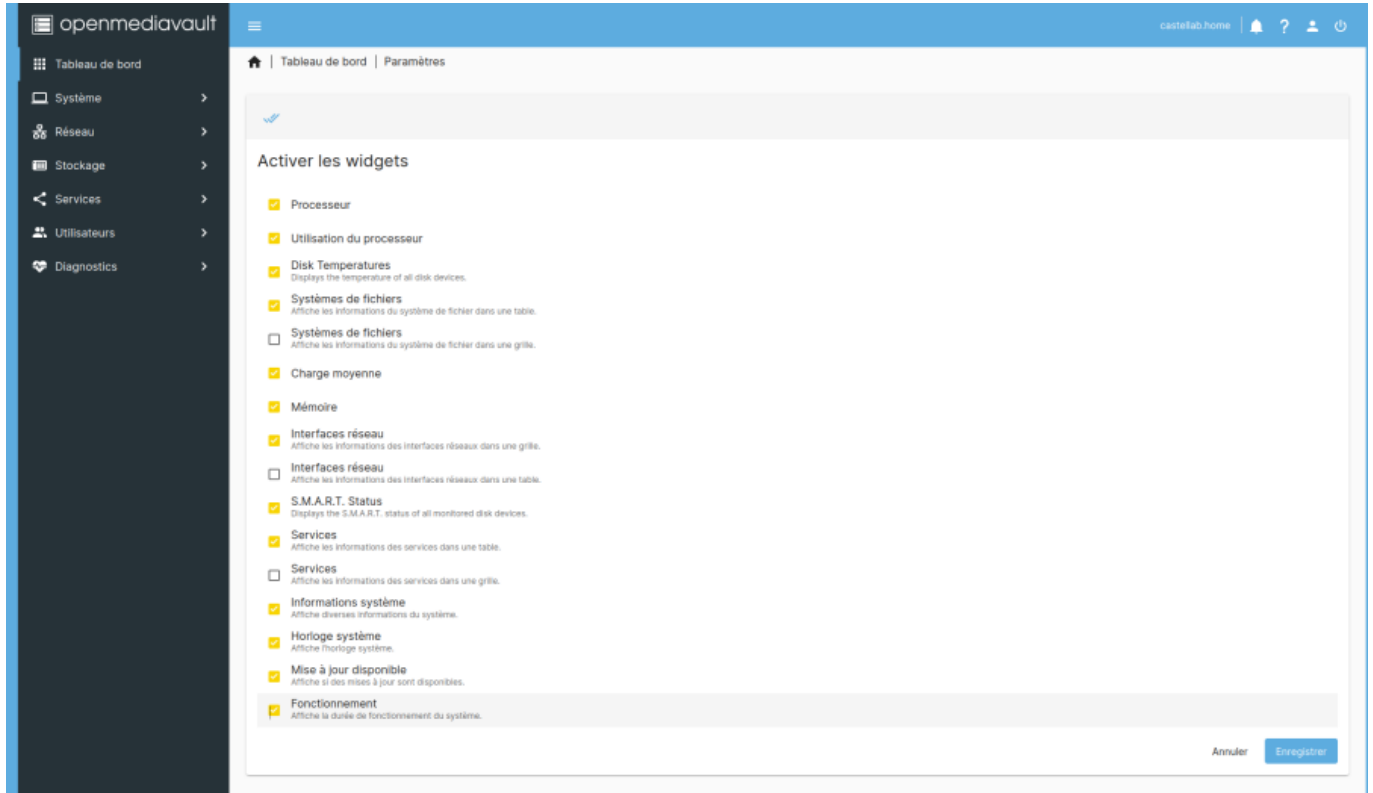 openmediavault
castellab.home
?
Tableau de bord
Système
Réseau
Stockage
Services
Utilisateurs
Diagnostics
| Tableau de bord | Paramètres
Activer les widgets
Processeur
Utilisation du processeur
Disk Temperatures
Displays the temperature of all disk devices.
Systèmes de fichiers
Affiche les informations du système de fichier dans une table.
Systèmes de fichiers
Affiche les informations du système de fichier dans une grille.
Charge moyenne
Mémoire
Interfaces réseau
Affiche les informations des interfaces réseaux dans une grille.
Interfaces réseau
Affiche les informations des interfaces réseaux dans une table.
S.M.A.R.T. Status
Displays the S.M.A.R.T. status of all monitored disk devices.
Services
Affiche les informations des services dans une table.
Services
Affiche les informations des services dans une grille.
Informations système
Affiche diverses informations du système.
Horloge système
Affiche l'horloge système.
Mise à jour disponible
Affiche si des mises à jour sont disponibles.
Fonctionnement
Affiche la durée de fonctionnement du système.
Annuler
Enregistrer